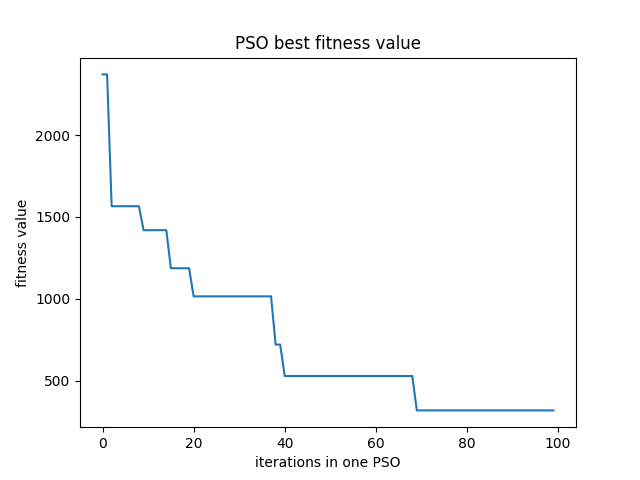 PSO best fitness value
fitness value
2000
1500
1000
500
0 20 40 60 80 100
iterations in one PSO